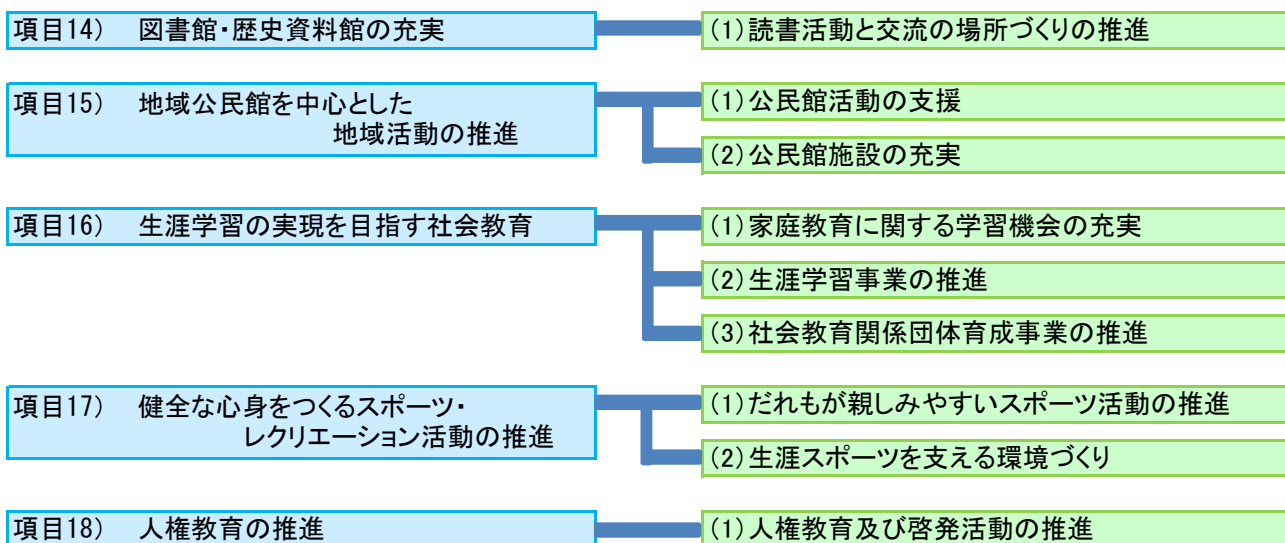 項目14) 図書館・歴史資料館の充実
(1)読書活動と交流の場所づくりの推進
項目15) 地域公民館を中心とした
地域活動の推進
(1)公民館活動の支援
(2)公民館施設の充実
項目16) 生涯学習の実現を目指す社会教育
(1)家庭教育に関する学習機会の充実
(2)生涯学習事業の推進
(3)社会教育関係団体育成事業の推進
項目17) 健全な心身をつくるスポーツ・
レクリエーション活動の推進
(1)だれもが親しみやすいスポーツ活動の推進
(2)生涯スポーツを支える環境づくり
項目18) 人権教育の推進
(1)人権教育及び啓発活動の推進